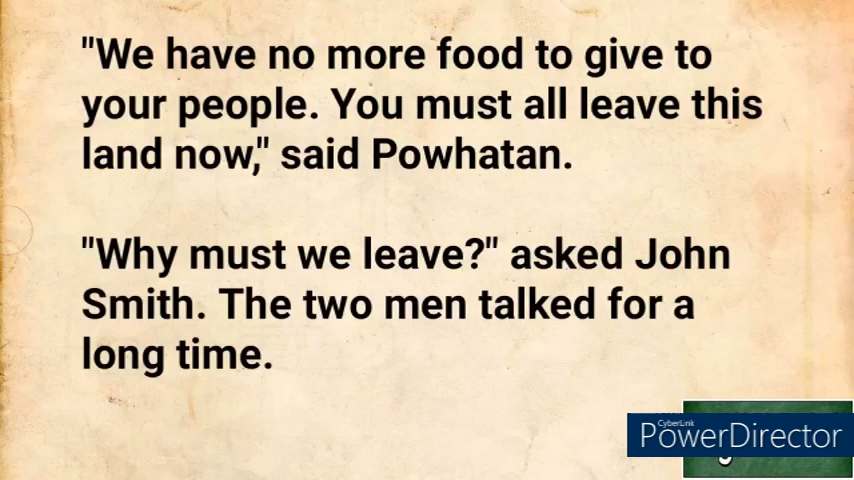 "We have no more food to give to
your people. You must all leave this
land now," said Powhatan.
"Why must we leave?" asked John
Smith. The two men talked for a
long time.
CyberLink
PowerDirector